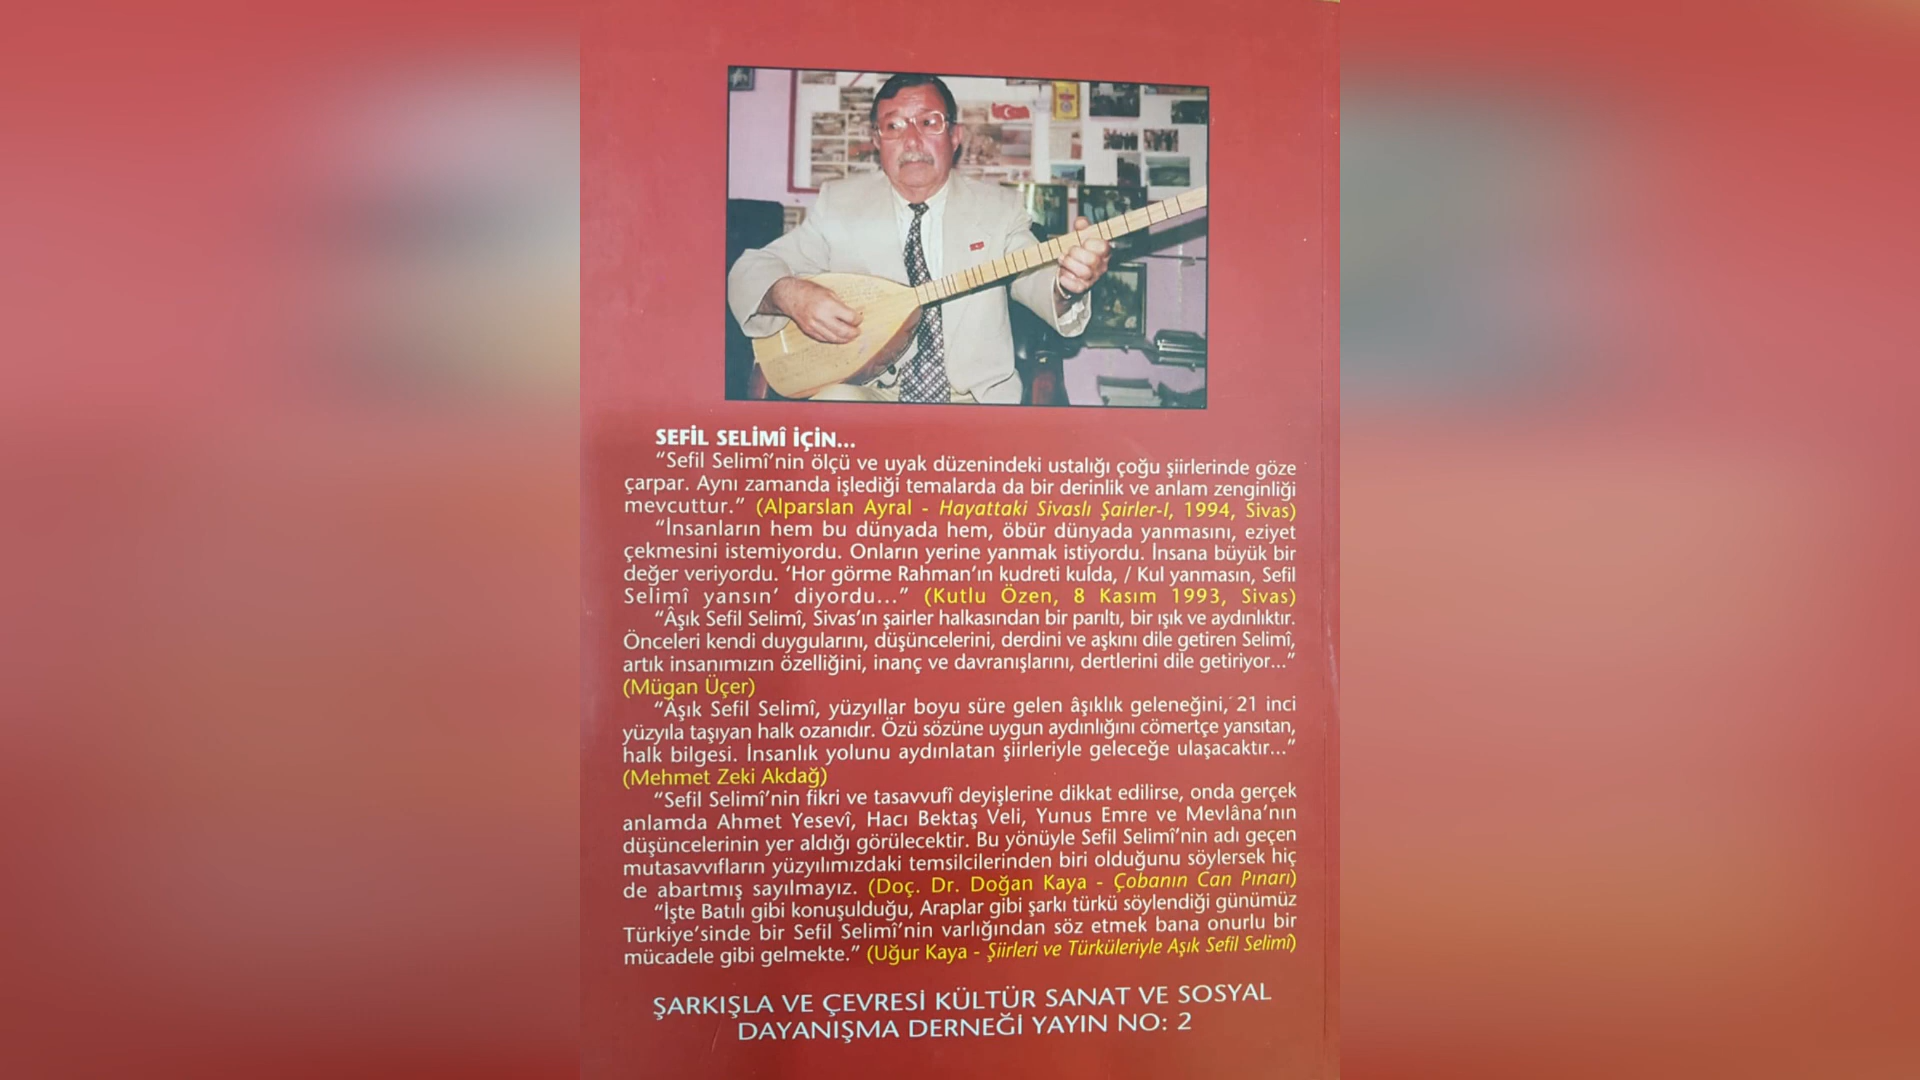 SEFİL SELİMÎ İÇİN...
“Sefil Selimî’nin ölçü ve uyak düzenindeki ustalığı çoğu şiirlerinde göze
çarpar. Aynı zamanda işlediği temalarda da bir derinlik ve anlam zenginliği
mevcuttur.” (Alparslan Ayral - Hayattaki Sivaslı Şairler-I, 1994, Sivas)
“İnsanların hem bu dünyada hem, öbür dünyada yanmasını, eziyet
çekmesini istemiyordu. Onların yerine yanmak istiyordu. İnsana büyük bir
değer veriyordu. ‘Hor görme Rahman’ın kudreti kulda, / Kul yanmasın, Sefil
Selimî yansın’ diyordu...” (Kutlu Özen, 8 Kasım 1993, Sivas)
“Âşık Sefil Selimî, Sivas’ın şairler halkasından bir parıltı, bir ışık ve aydınlıktır.
Önceleri kendi duygularını, düşüncelerini, derdini ve aşkını dile getiren Selimî,
artık insanımızın özelliğini, inanç ve davranışlarını, dertlerini dile getiriyor...”
(Müjgan Üçer)
“Âşık Sefil Selimî, yüzyıllar boyu süre gelen âşıklık geleneğini, 21 inci
yüzyıla taşıyan halk ozanıdır. Özü sözüne uygun aydınlığını cömertçe yansıtan,
halk bilgesi. İnsanlık yolunu aydınlatan şiirleriyle geleceğe ulaşacaktır...”
(Mehmet Zeki Akdağ)
“Sefil Selimî’nin fikri ve tasavvufî deyişlerine dikkat edilirse, onda gerçek
anlamda Ahmet Yesevî, Hacı Bektaş Veli, Yunus Emre ve Mevlâna’nın
düşüncelerinin yer aldığı görülecektir. Bu yönüyle Sefil Selimî’nin adı geçen
mutasavvıfların yüzyılımızdaki temsilcilerinden biri olduğunu söylersek hiç
de abartmış sayılmayız. (Doç. Dr. Doğan Kaya - Çobanın Can Pınarı)
“İşte Batılı gibi konuşulduğu, Araplar gibi şarkı türkü söylendiği günümüz
Türkiye’sinde bir Sefil Selimî’nin varlığından söz etmek bana onurlu bir
mücadele gibi gelmekte.” (Uğur Kaya - Şiirleri ve Türküleriyle Aşık Sefil Selimî)
ŞARKIŞLA VE ÇEVRESİ KÜLTÜR SANAT VE SOSYAL
DAYANIŞMA DERNEĞİ YAYIN NO: 2